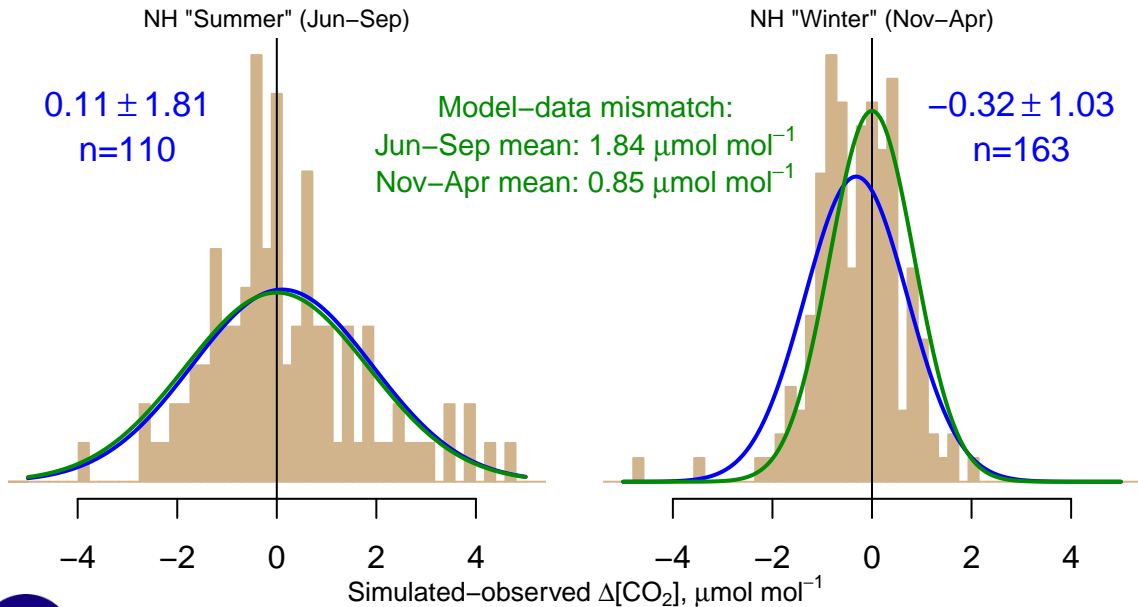 NH "Summer" (Jun−Sep)
0.11 ± 1.81
n=110
Model−data mismatch:
Jun−Sep mean: 1.84 μmol mol⁻¹
Nov−Apr mean: 0.85 μmol mol⁻¹
NH "Winter" (Nov−Apr)
−0.32 ± 1.03
n=163
−4 −2 0 2 4
−4 −2 0 2 4
Simulated−observed Δ[CO₂], μmol mol⁻¹